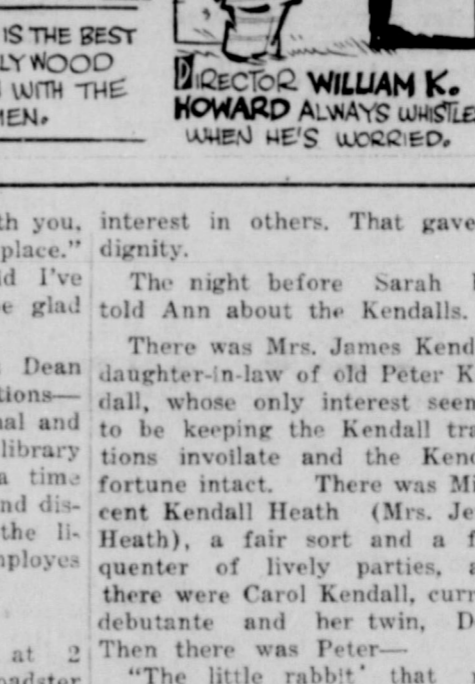 IS THE BEST
LYWOOD
WITH THE
MEN.
DIRECTOR WILLIAM K.
HOWARD ALWAYS WHISTLE
WHEN HE'S WORRIED.
th you,
place."
ld I've
e glad
Dean
tions—
nal and
library
a time
nd dis-
the li-
mployes
at 2
oadster
interest in others. That gave
dignity.
The night before Sarah
told Ann about the Kendalls.
There was Mrs. James Kend
daughter-in-law of old Peter K
dall, whose only interest seem
to be keeping the Kendall tra
tions invoilate and the Kend
fortune intact. There was Mi
cent Kendall Heath (Mrs. Je
Heath), a fair sort and a f
quenter of lively parties, a
there were Carol Kendall, curr
debutante and her twin, D
Then there was Peter—
"The little rabbit' that